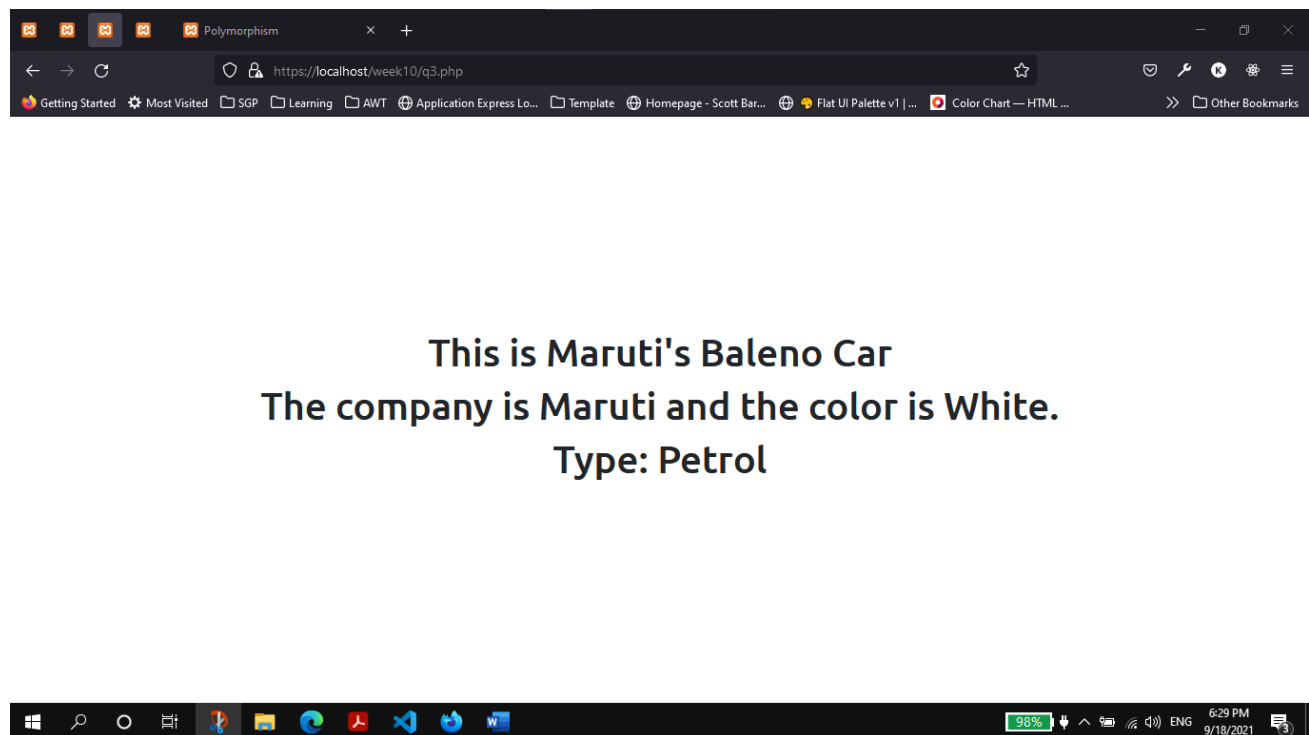 Polymorphism
https://localhost/week10/q3.php
K
Getting Started Most Visited SGP Learning AWT Application Express Lo... Template Homepage - Scott Bar... Flat UI Palette v1 | ... Color Chart — HTML ... Other Bookmarks
This is Maruti's Baleno Car
The company is Maruti and the color is White.
Type: Petrol
98% ENG 6:29 PM
9/18/2021 3